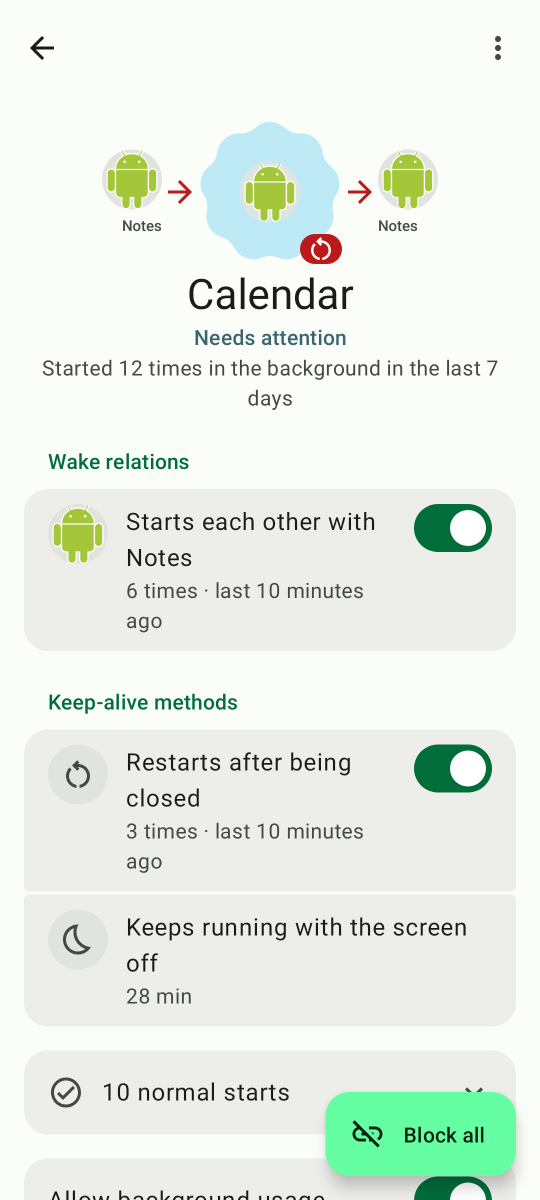 Notes
Notes
Calendar
Needs attention
Started 12 times in the background in the last 7
days
Wake relations
Starts each other with
Notes
6 times · last 10 minutes
ago
Keep-alive methods
Restarts after being
closed
3 times · last 10 minutes
ago
Keeps running with the screen
off
28 min
10 normal starts
Block all
Allow background usage